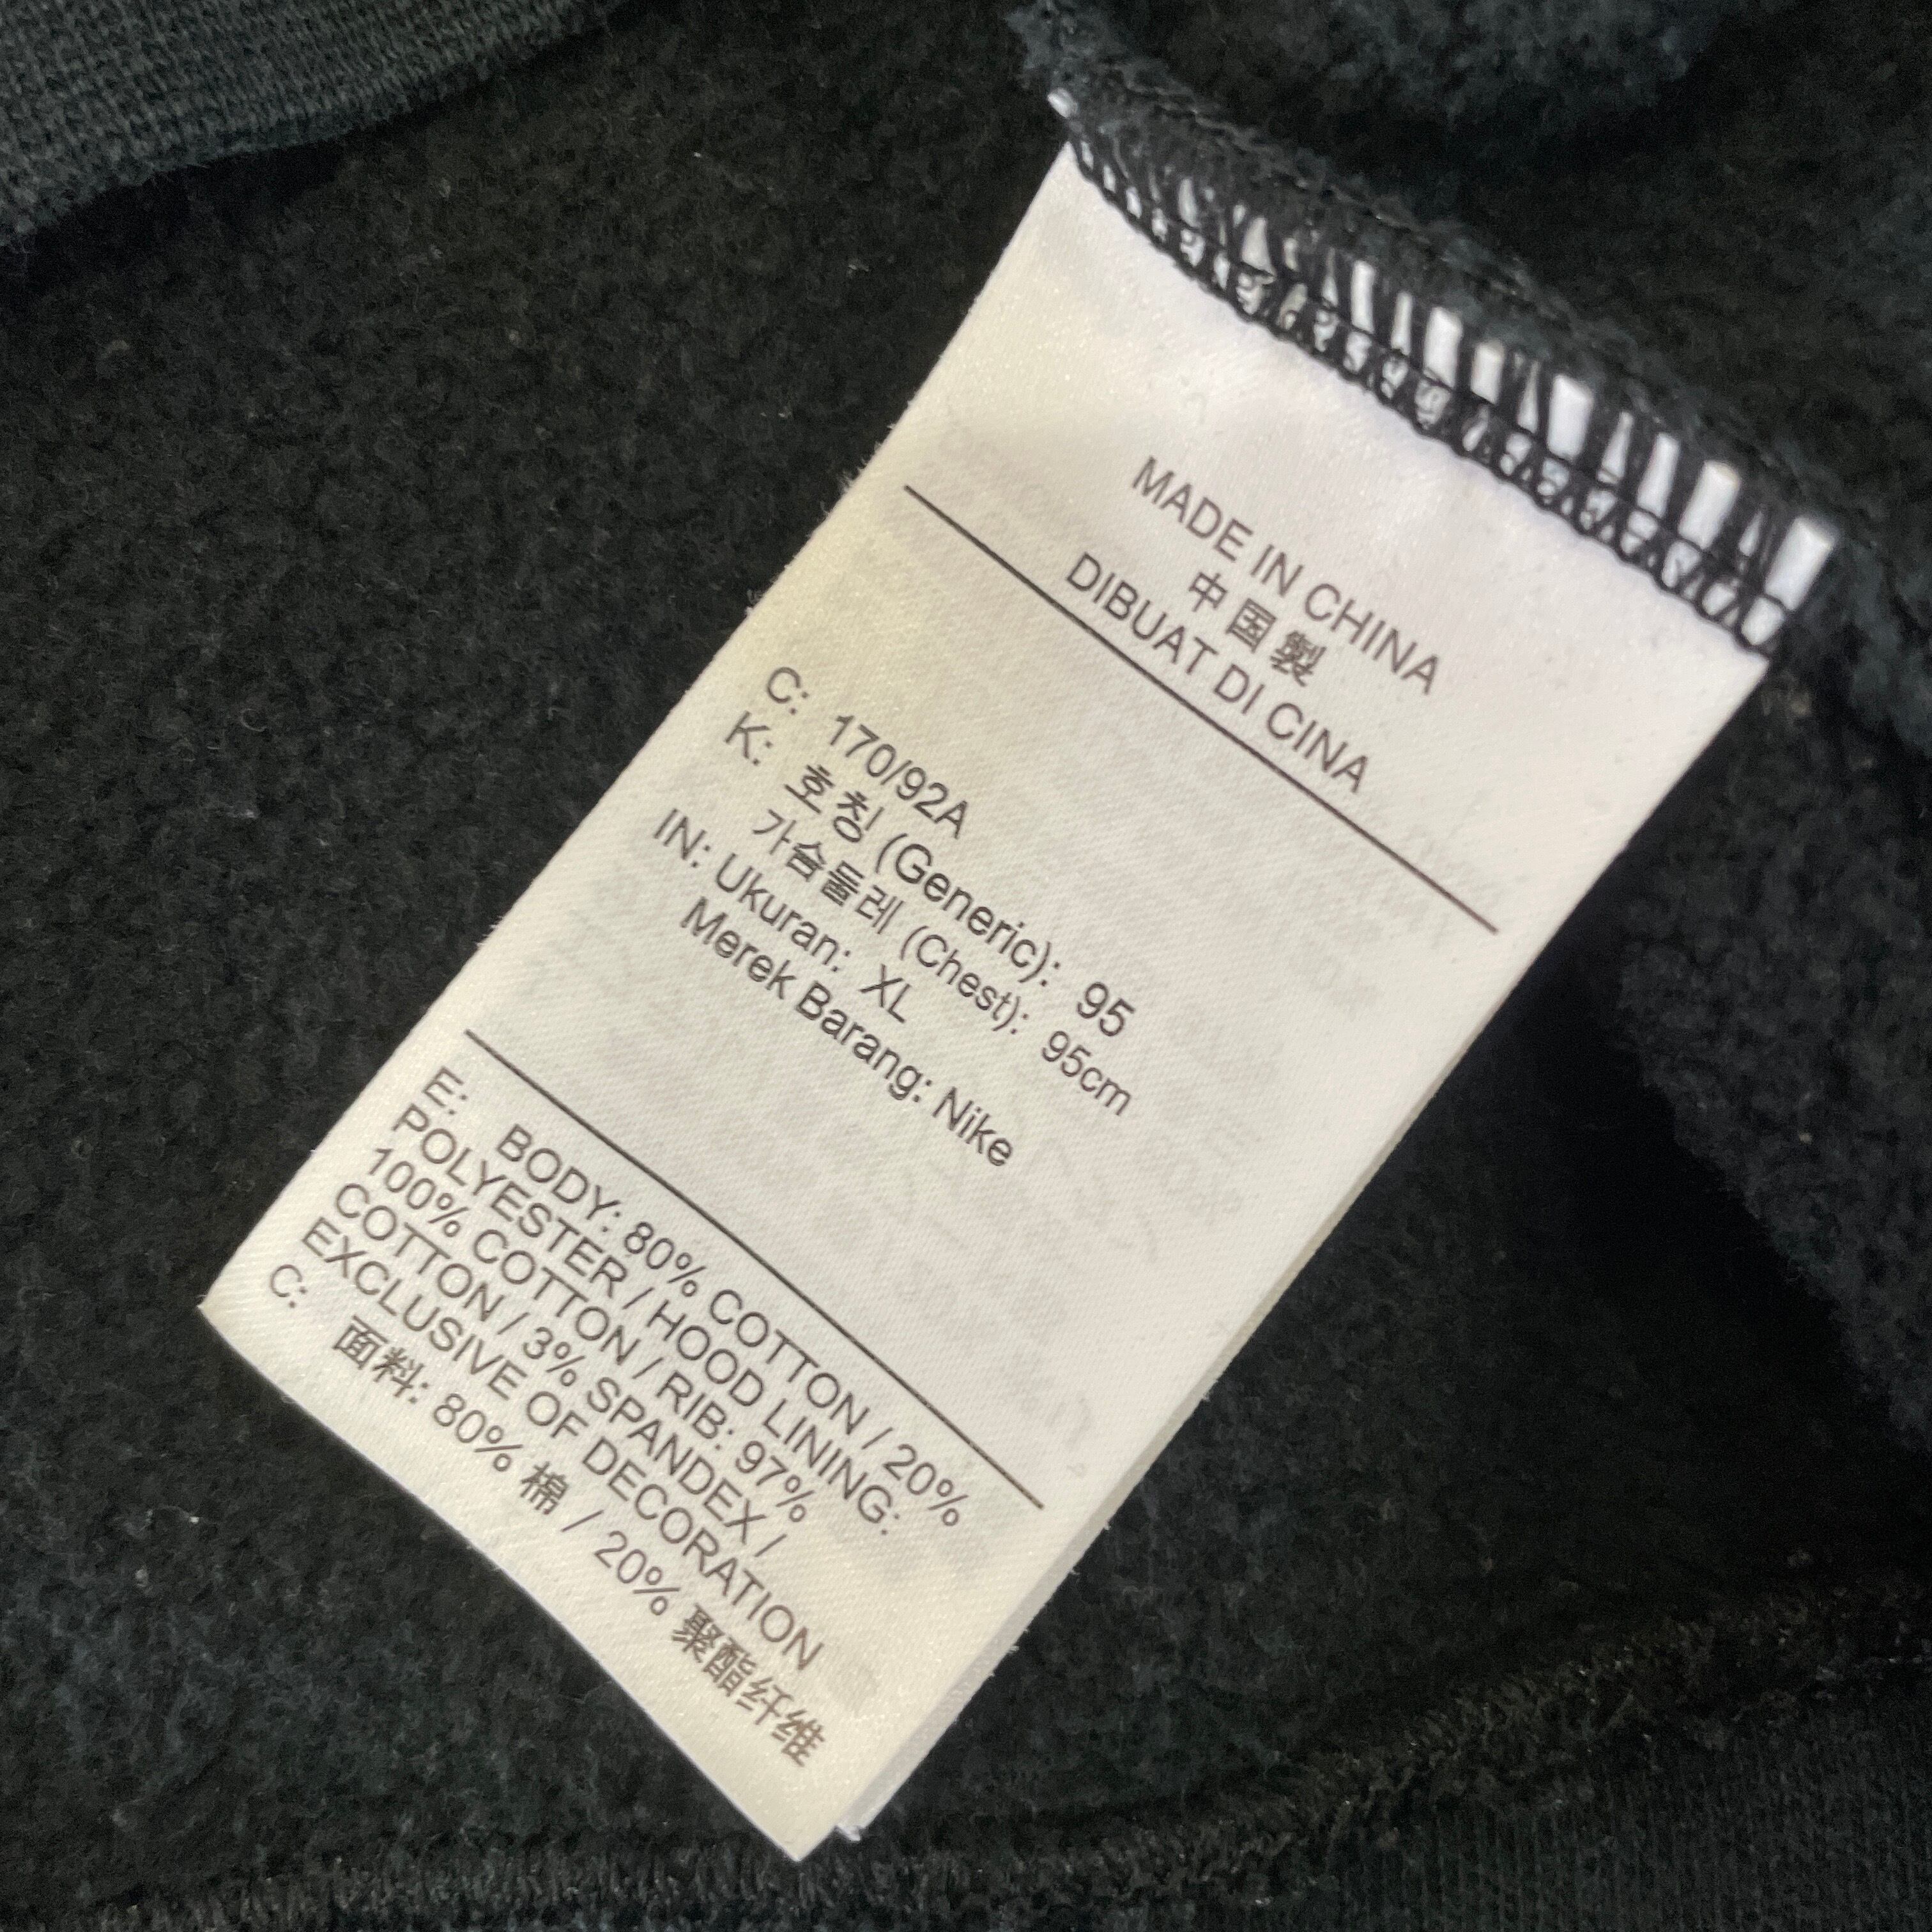 MADE IN CHINA
中国製
DIBUAT DI CINA
C: 170/92A
K: 호칭 (Generic): 95
가슴둘레 (Chest): 95cm
IN: Ukuran: XL
Merek Barang: Nike
E: BODY: 80% COTTON / 20%
POLYESTER / HOOD LINING:
100% COTTON / RIB: 97%
COTTON / 3% SPANDEX /
EXCLUSIVE OF DECORATION
C: 面料: 80% 棉 / 20% 聚酯纤维